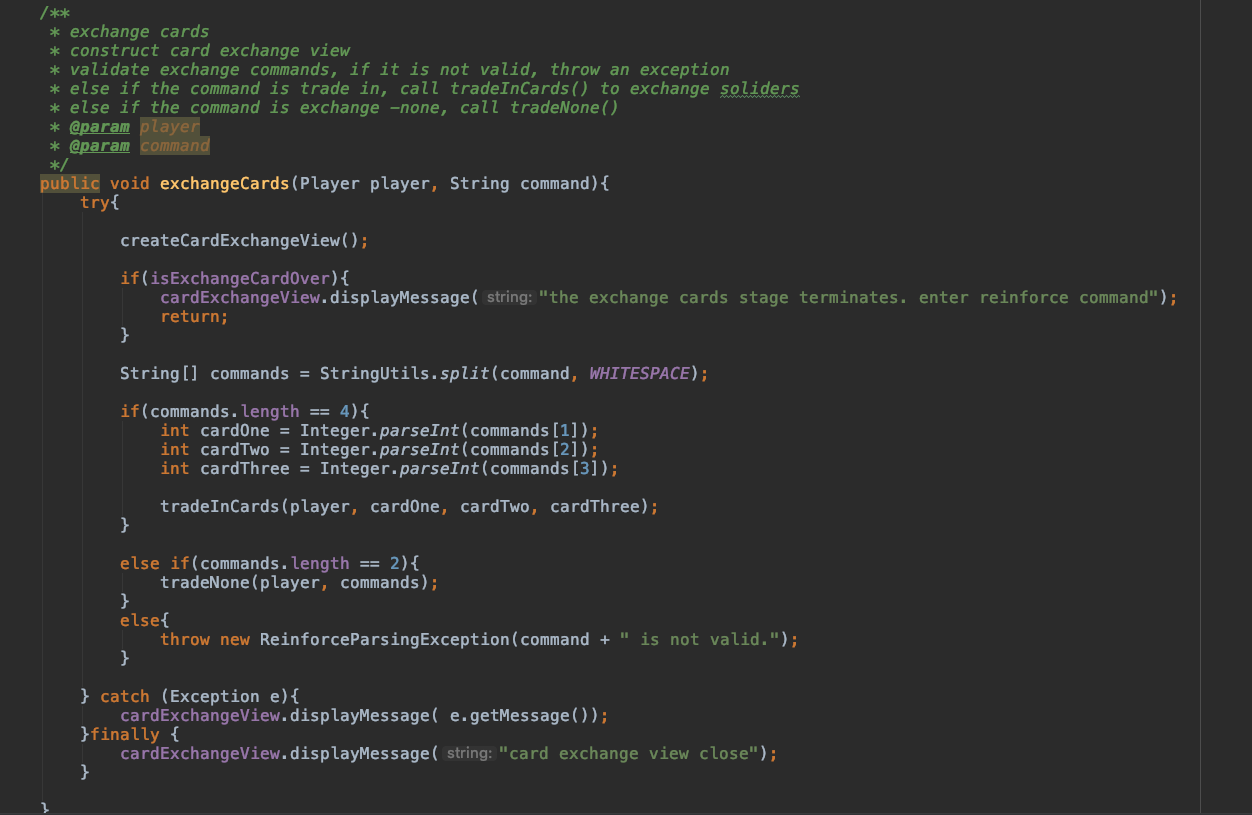 /**
 * exchange cards
 * construct card exchange view
 * validate exchange commands, if it is not valid, throw an exception
 * else if the command is trade in, call tradeInCards() to exchange soliders
 * else if the command is exchange -none, call tradeNone()
 * @param player
 * @param command
 */
public void exchangeCards(Player player, String command){
    try{
        createCardExchangeView();
        if(isExchangeCardOver){
            cardExchangeView.displayMessage( string: "the exchange cards stage terminates. enter reinforce command");
            return;
        }
        String[] commands = StringUtils.split(command, WHITESPACE);
        if(commands.length == 4){
            int cardOne = Integer.parseInt(commands[1]);
            int cardTwo = Integer.parseInt(commands[2]);
            int cardThree = Integer.parseInt(commands[3]);
            tradeInCards(player, cardOne, cardTwo, cardThree);
        }
        else if(commands.length == 2){
            tradeNone(player, commands);
        }
        else{
            throw new ReinforceParsingException(command + " is not valid.");
        }
    } catch (Exception e){
        cardExchangeView.displayMessage( e.getMessage());
    }finally {
        cardExchangeView.displayMessage( string: "card exchange view close");
    }
}